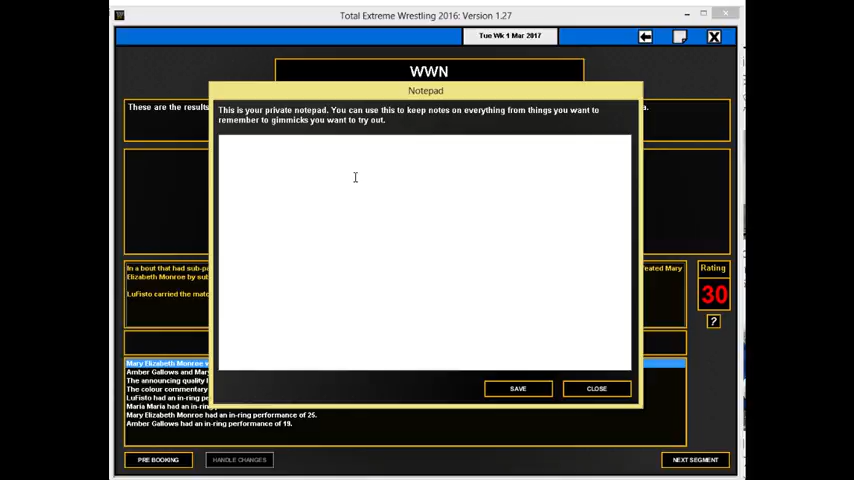 Total Extreme Wrestling 2016: Version 1.27
Tue Wk 1 Mar 2017
WWN
Notepad
These are the results
a.
This is your private notepad. You can use this to keep notes on everything from things you want to
remember to gimmicks you want to try out.
In a bout that had sub-pa
eated Mary
Elizabeth Monroe by sub
LuFisto carried the matc
Rating
30
?
Mary Elizabeth Monroe w
Amber Gallows and Mary
The announcing quality
The colour commentary
LuFisto had an in-ring pe
Maria Maria had an in-ring
Mary Elizabeth Monroe had an in-ring performance of 25.
Amber Gallows had an in-ring performance of 19.
SAVE
CLOSE
PRE BOOKING
HANDLE CHANGES
NEXT SEGMENT